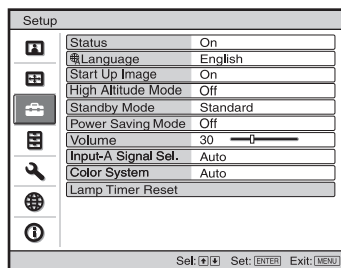 Setup
Status On
Language English
Start Up Image On
High Altitude Mode Off
Standby Mode Standard
Power Saving Mode Off
Volume 30
Input-A Signal Sel. Auto
Color System Auto
Lamp Timer Reset
Sel: Set: ENTER Exit: MENU